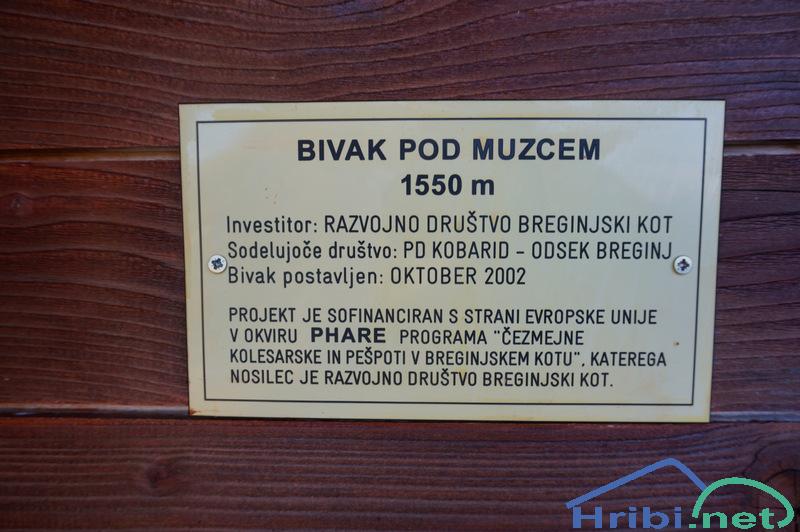 BIVAK POD MUZCEM
1550 m
Investitor: RAZVOJNO DRUŠTVO BREGINJSKI KOT
Sodelujoče društvo: PD KOBARID - ODSEK BREGINJ
Bivak postavljen: OKTOBER 2002
PROJEKT JE SOFINANCIRAN S STRANI EVROPSKE UNIJE
V OKVIRU PHARE PROGRAMA "ČEZMEJNE
KOLESARSKE IN PEŠPOTI V BREGINJSKEM KOTU", KATEREGA
NOSILEC JE RAZVOJNO DRUŠTVO BREGINJSKI KOT.
Hribi.net